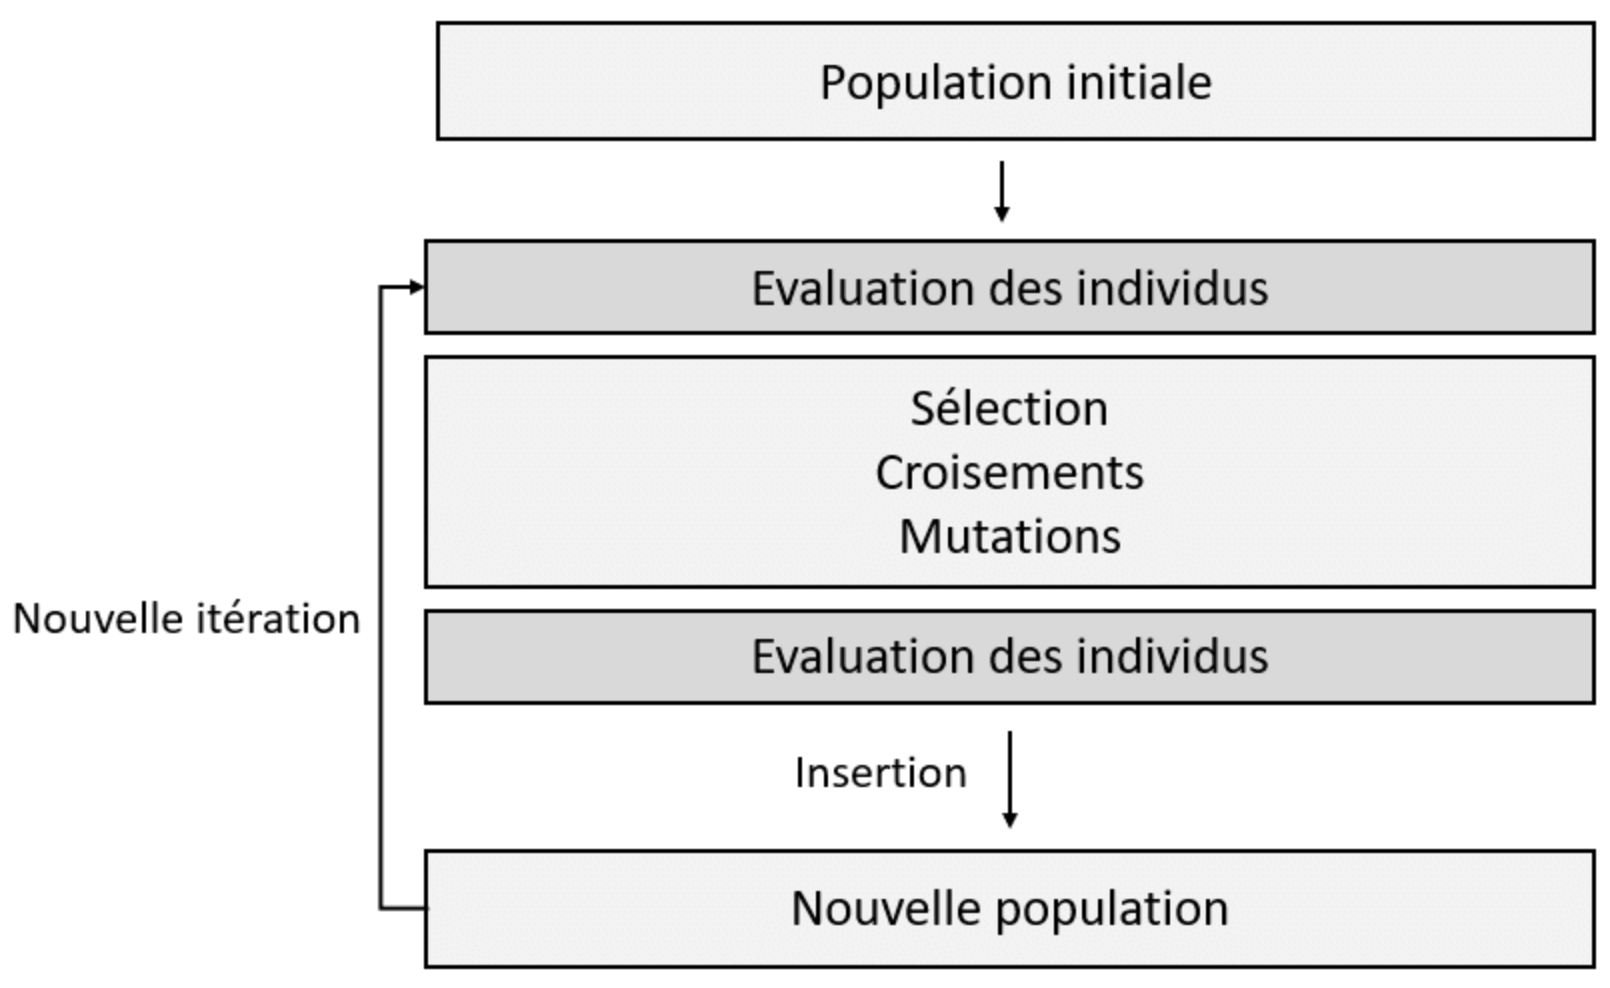 Population initiale
Evaluation des individus
Sélection
Croisements
Mutations
Nouvelle itération
Evaluation des individus
Insertion
Nouvelle population